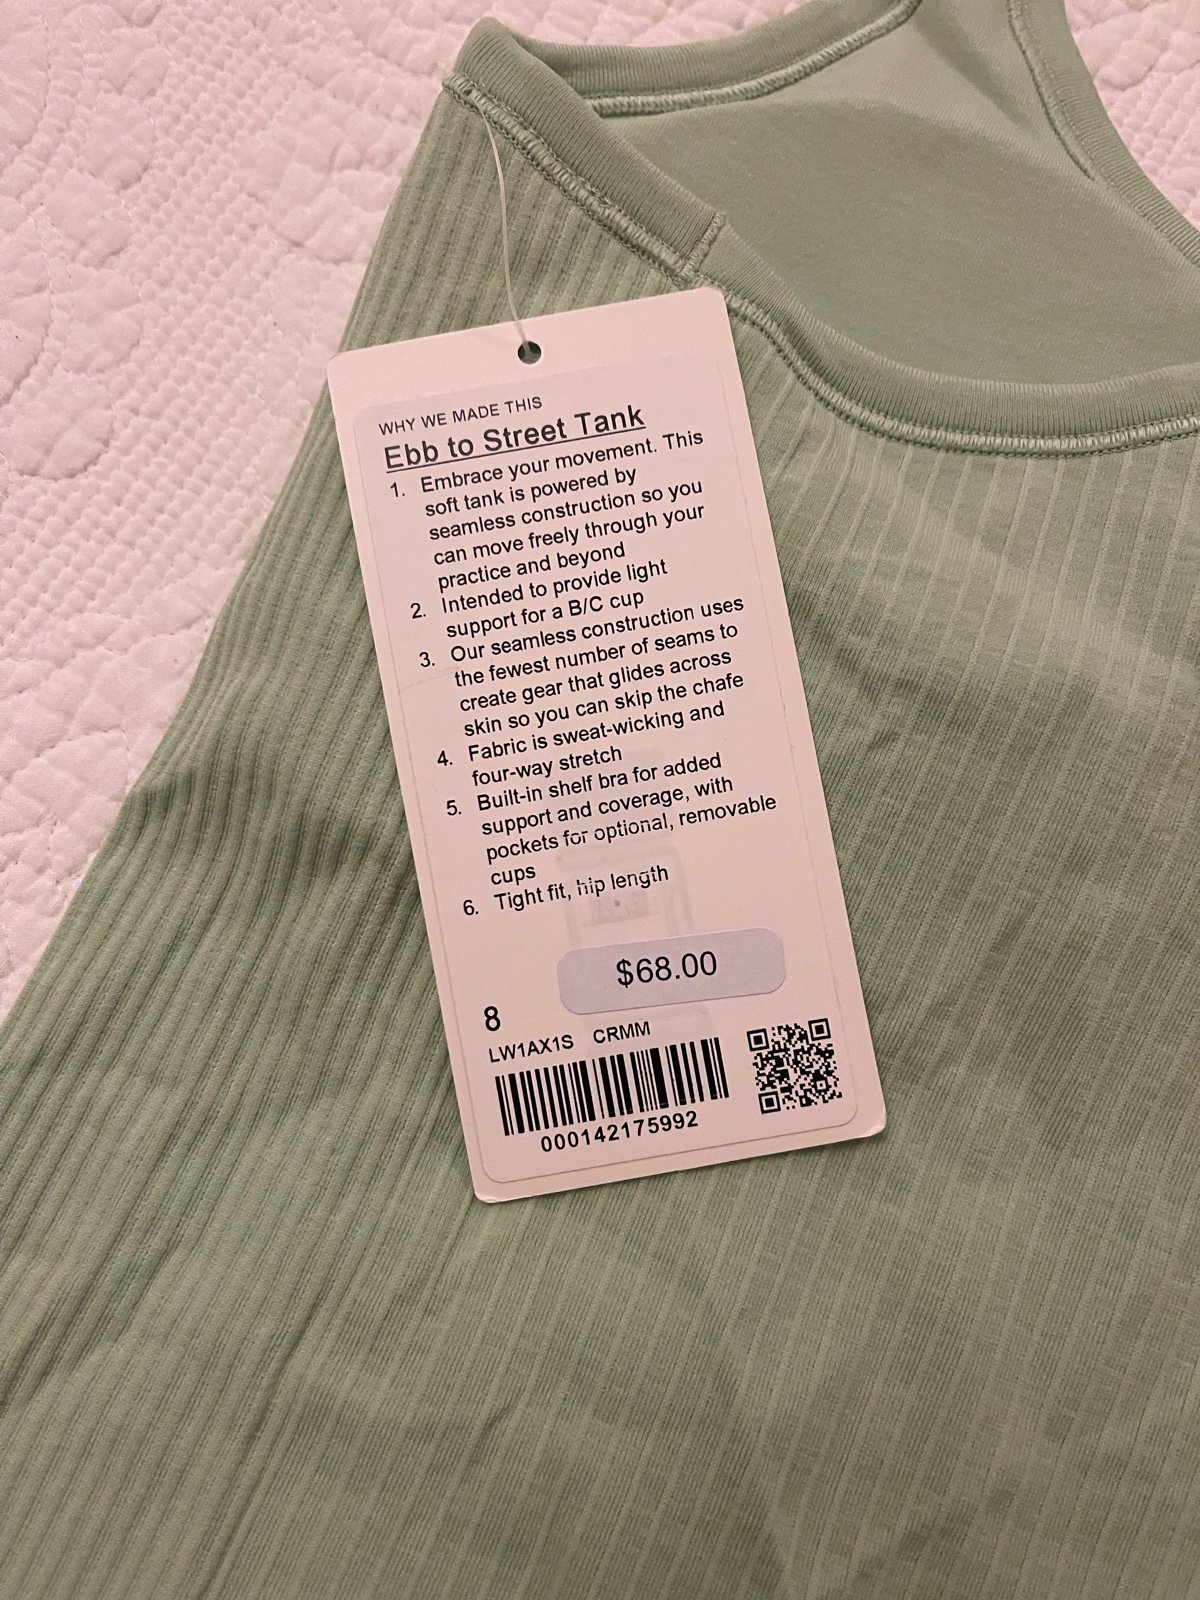 WHY WE MADE THIS
Ebb to Street Tank
1. Embrace your movement. This
soft tank is powered by
seamless construction so you
can move freely through your
practice and beyond
2. Intended to provide light
support for a B/C cup
3. Our seamless construction uses
the fewest number of seams to
create gear that glides across
skin so you can skip the chafe
4. Fabric is sweat-wicking and
four-way stretch
5. Built-in shelf bra for added
support and coverage, with
pockets for optional, removable
cups
6. Tight fit, hip length
$68.00
8
LW1AX1S CRMM
000142175992